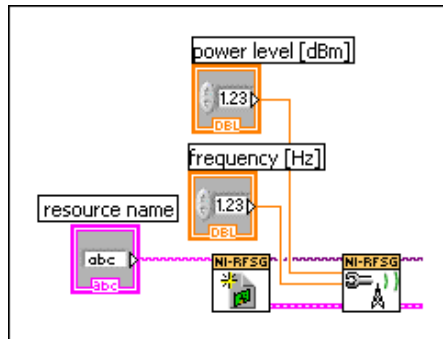 power level [dBm]
1.23
DBL
frequency [Hz]
1.23
DBL
resource name
abc
abc
NI-RFSG
NI-RFSG